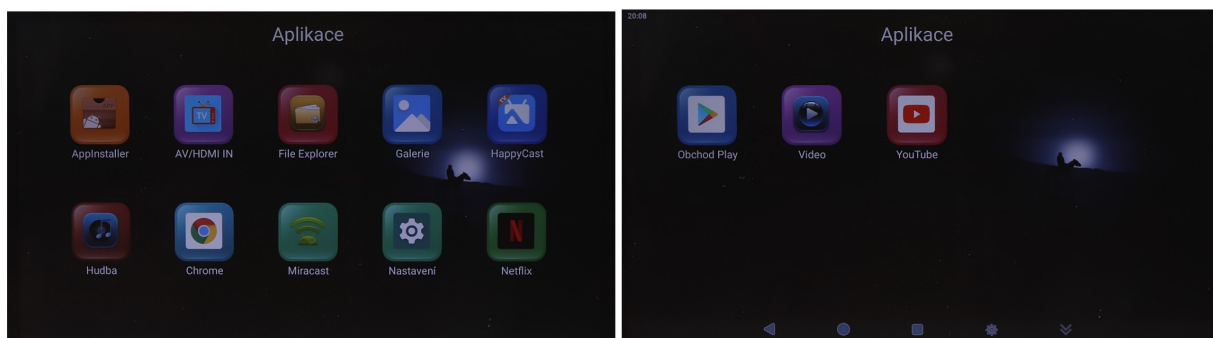 Aplikace
AppInstaller
AV/HDMI IN
File Explorer
Galerie
HappyCast
Hudba
Chrome
Miracast
Nastavení
Netflix
20:08
Aplikace
Obchod Play
Video
YouTube